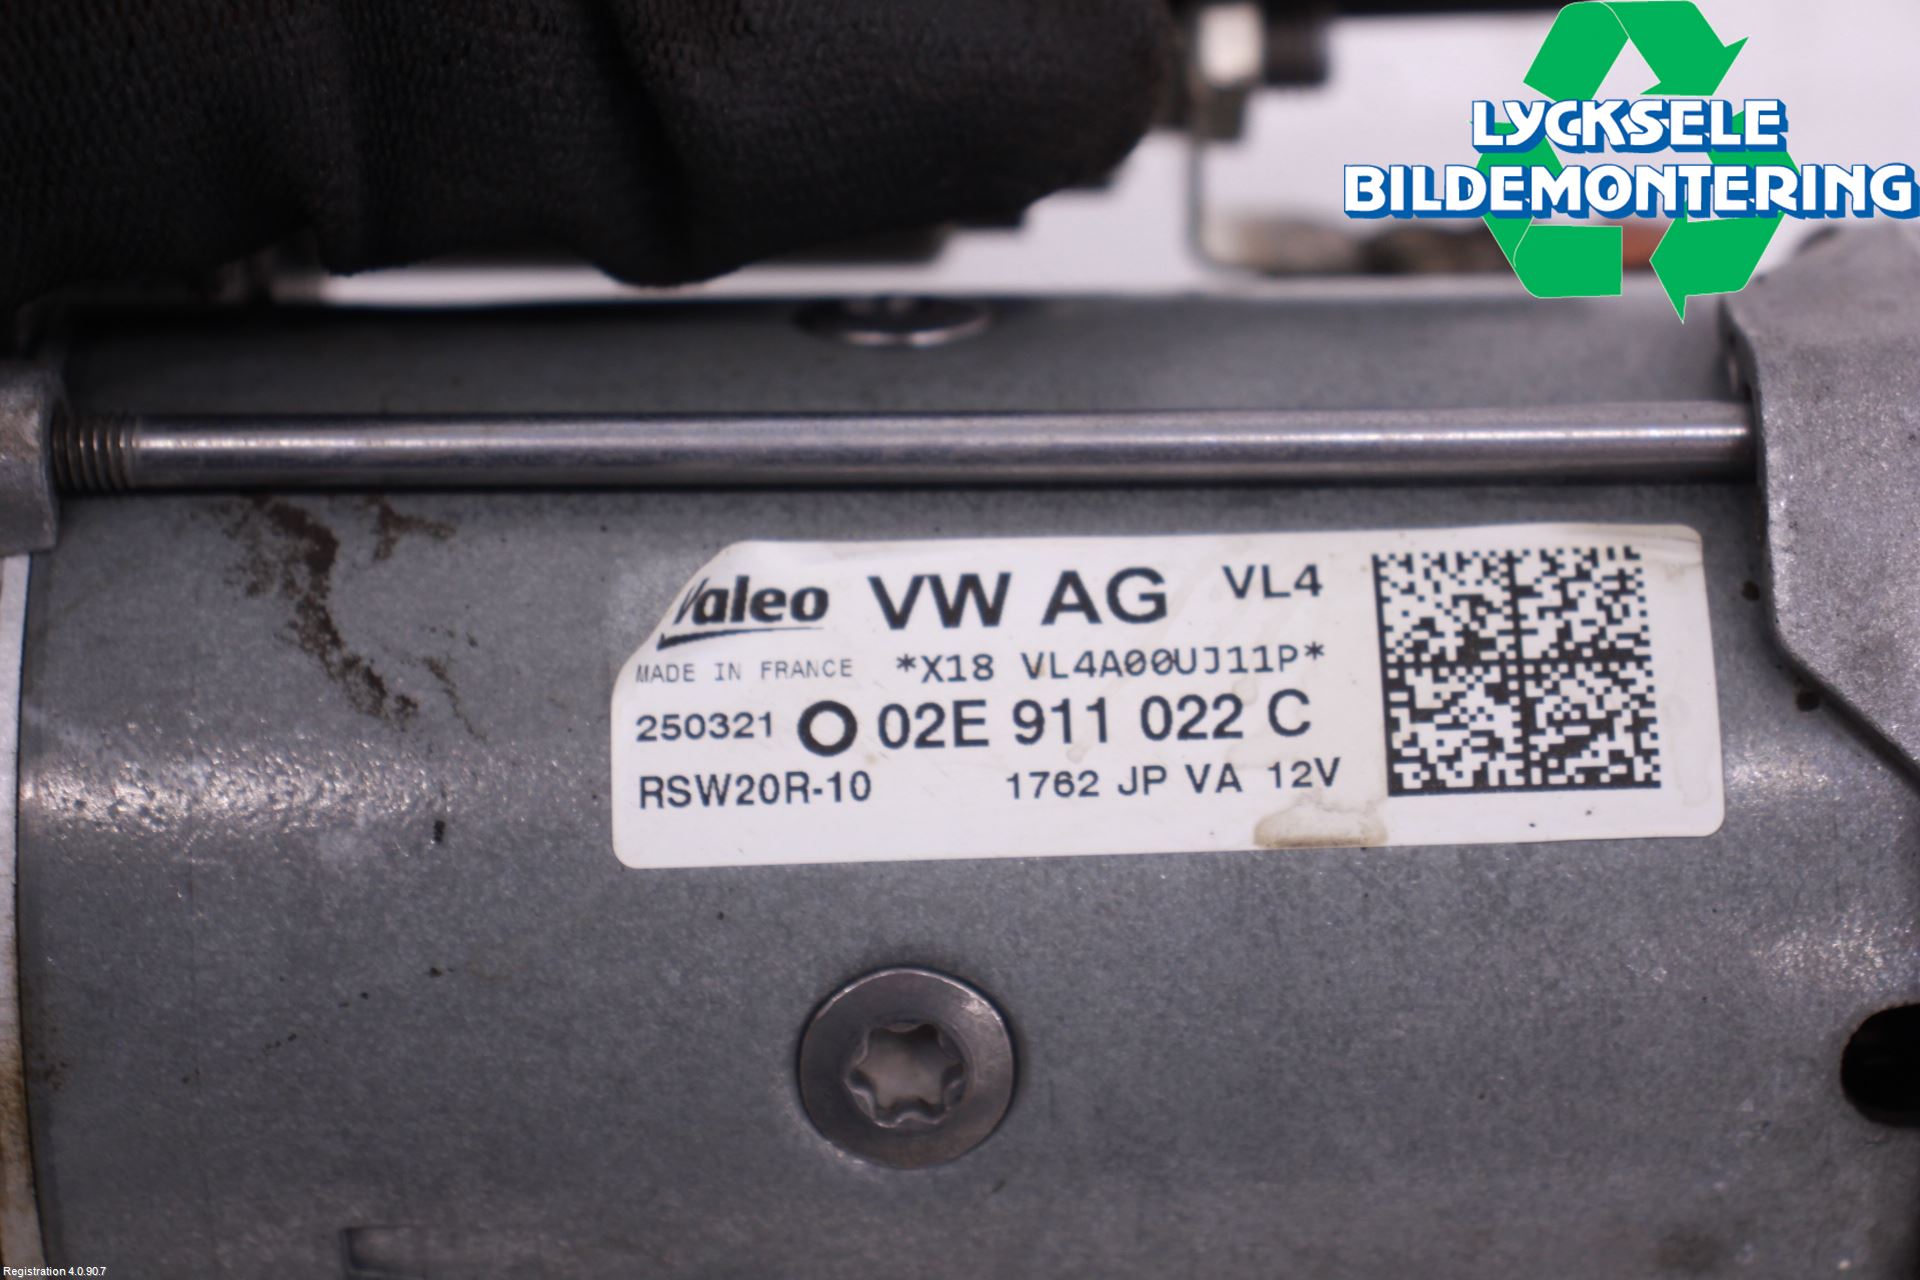 LYCKSELE
BILDEMONTERING
Valeo VW AG VL4
MADE IN FRANCE *X18 VL4A00UJ11P*
250321 O 02E 911 022 C
RSW20R-10 1762 JP VA 12V
Registration 4.0.90.7